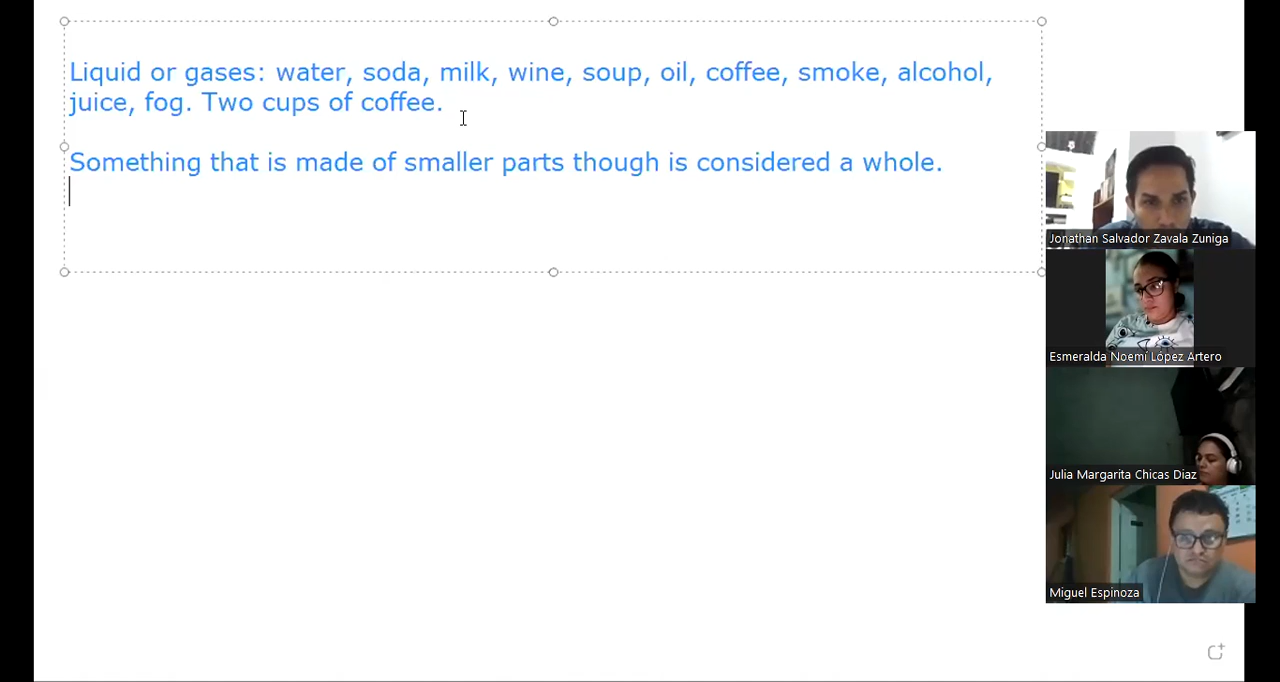 Liquid or gases: water, soda, milk, wine, soup, oil, coffee, smoke, alcohol,
juice, fog. Two cups of coffee.
Something that is made of smaller parts though is considered a whole.
Jonathan Salvador Zavala Zuniga
Esmeralda Noemí López Artero
Julia Margarita Chicas Diaz
Miguel Espinoza